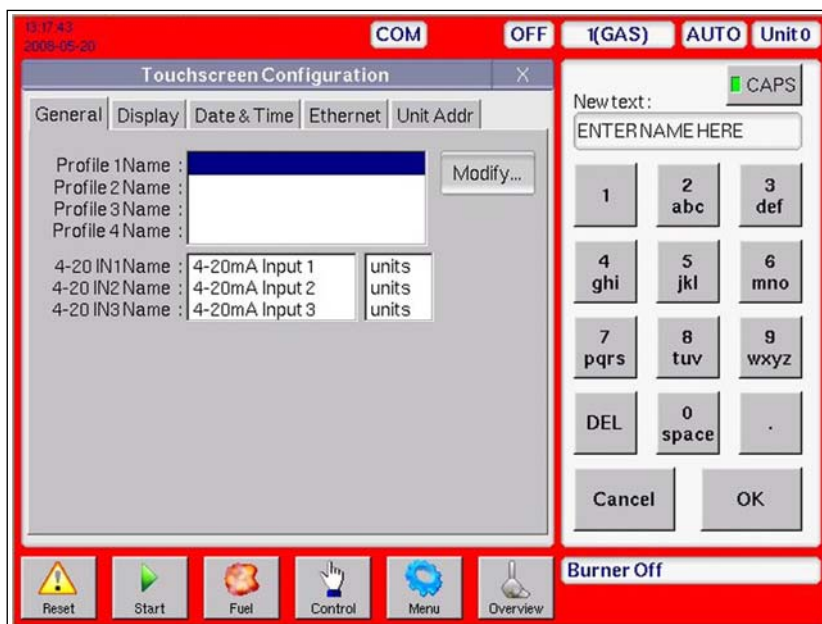 13:17:43
2008-05-20
COM
OFF
1(GAS)
AUTO
Unit 0
Touchscreen Configuration
X
General
Display
Date & Time
Ethernet
Unit Addr
Profile 1 Name :
Profile 2 Name :
Profile 3 Name :
Profile 4 Name :
Modify...
4-20 IN1 Name : 4-20mA Input 1 units
4-20 IN2 Name : 4-20mA Input 2 units
4-20 IN3 Name : 4-20mA Input 3 units
CAPS
New text :
ENTER NAME HERE
1
2
abc
3
def
4
ghi
5
jkl
6
mno
7
pqrs
8
tuv
9
wxyz
DEL
0
space
.
Cancel
OK
Reset
Start
Fuel
Control
Menu
Overview
Burner Off